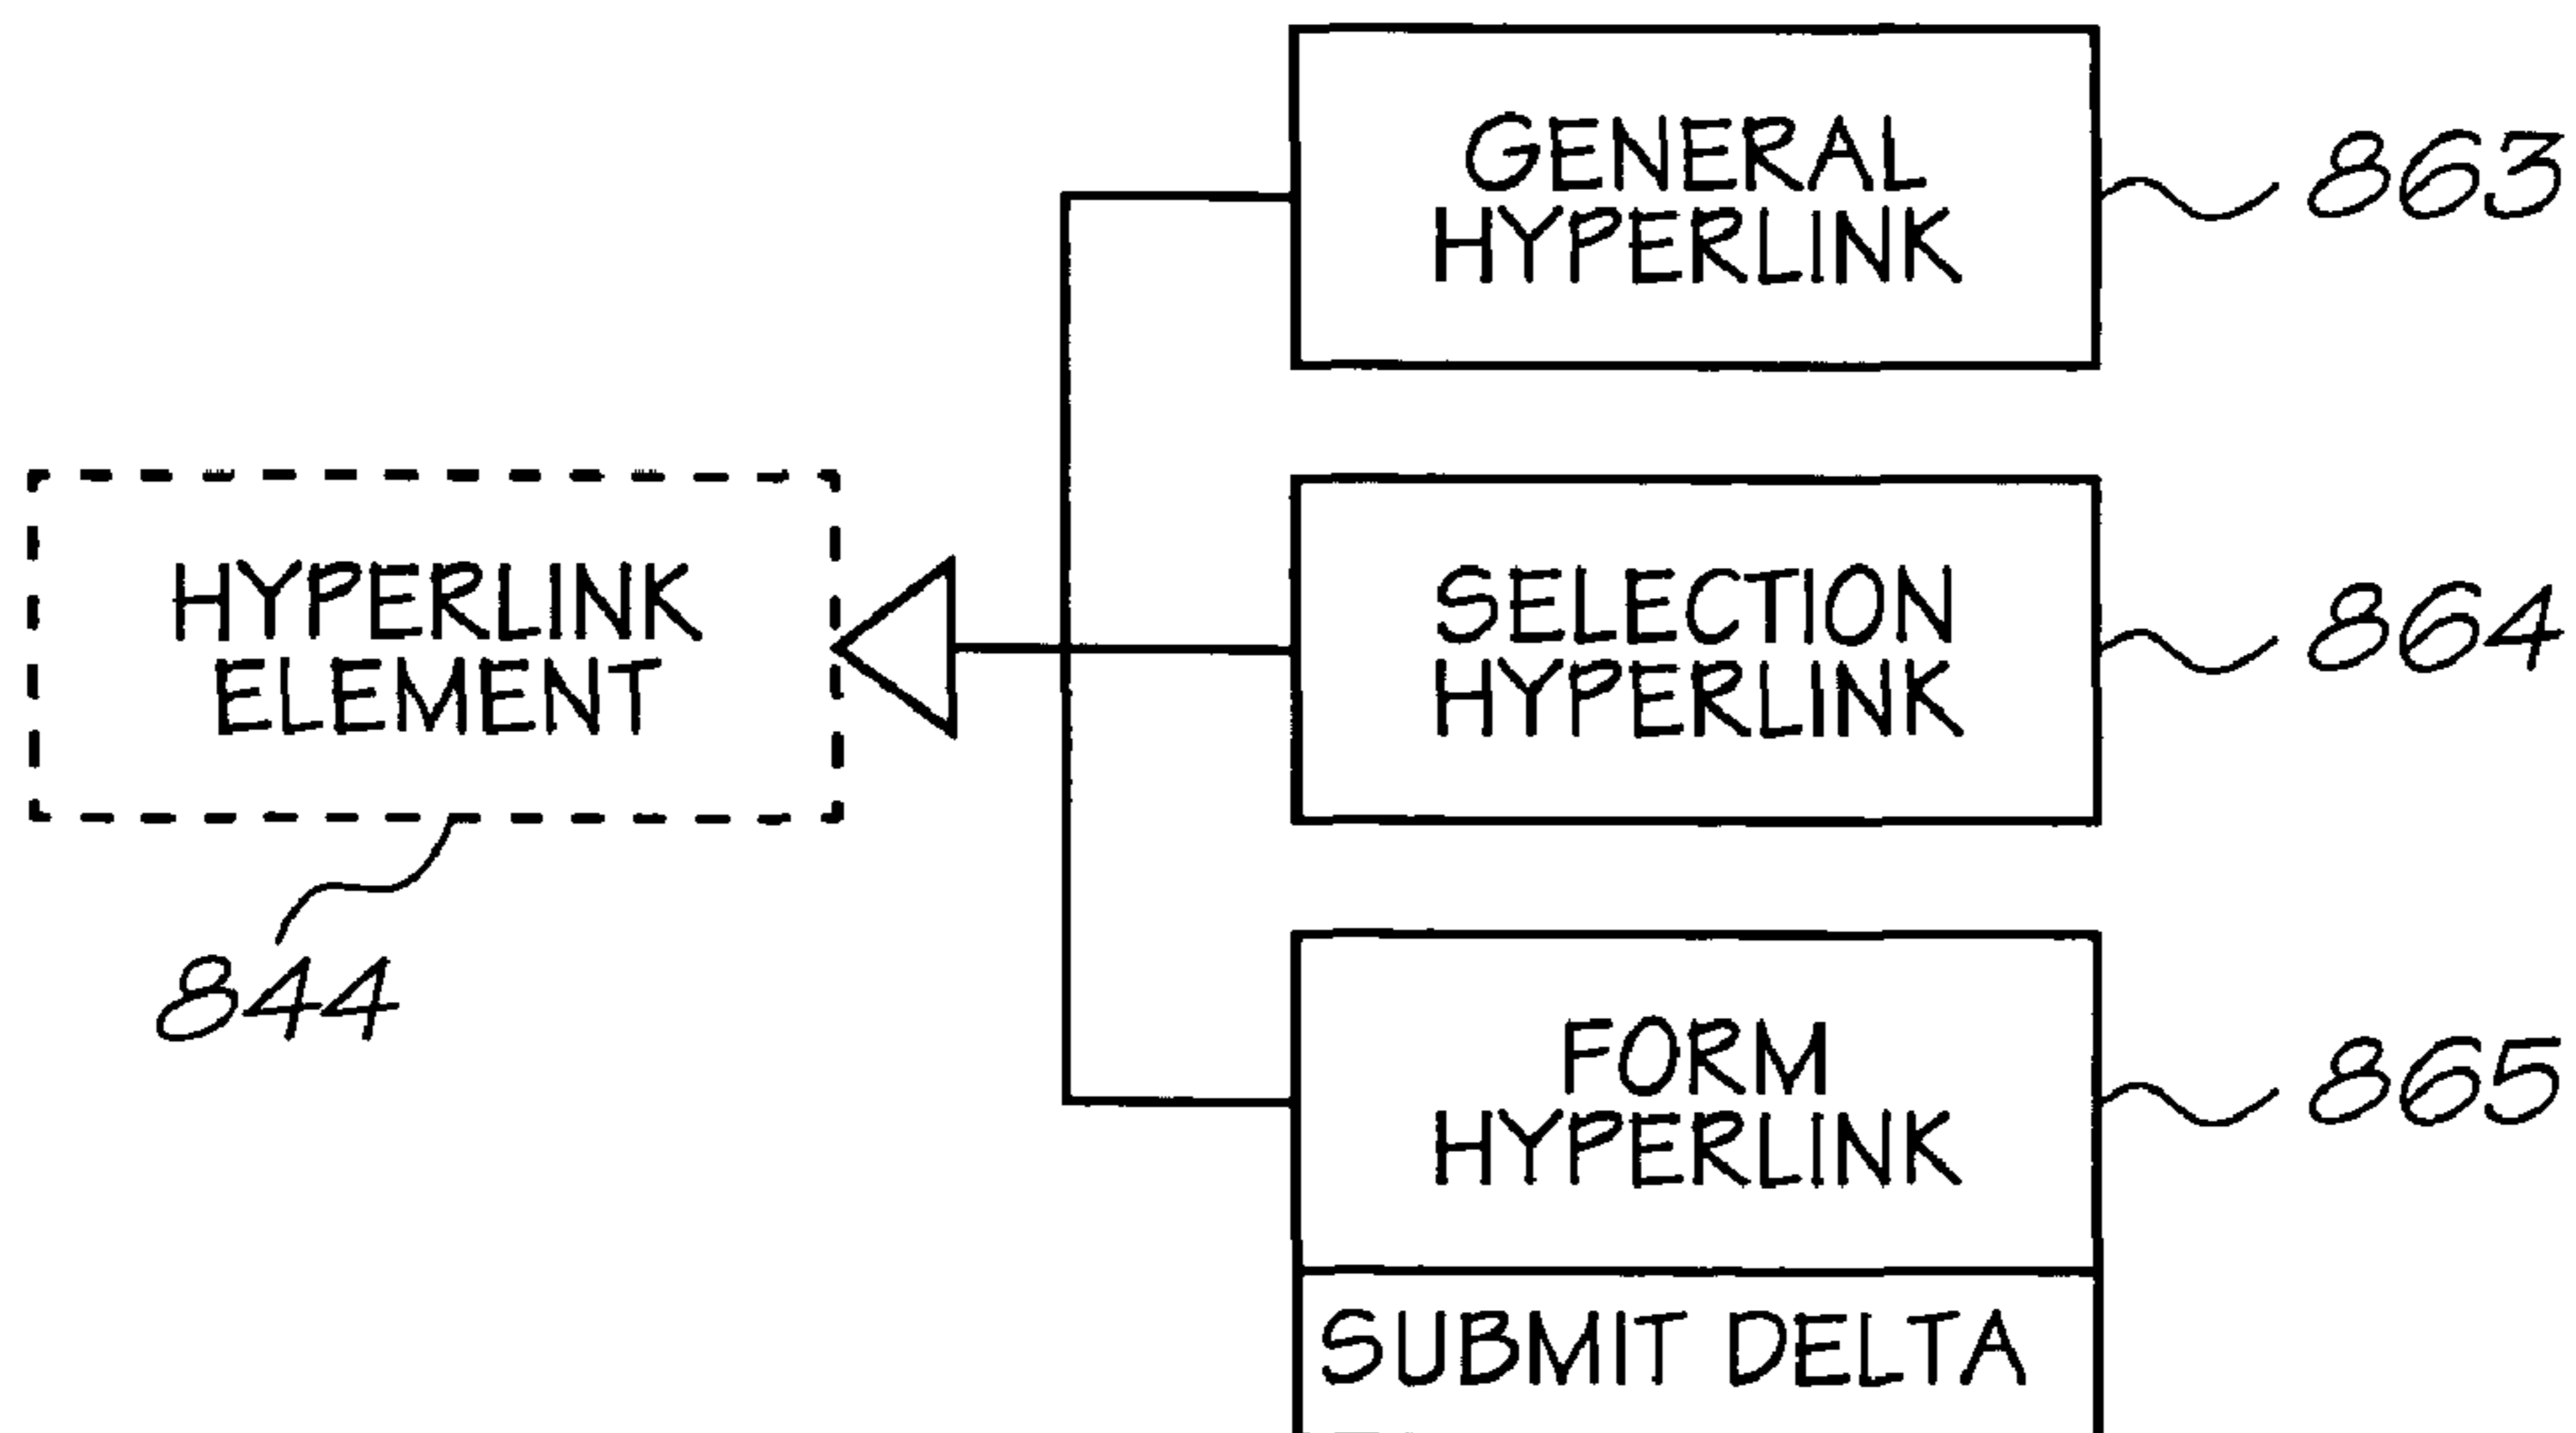 GENERAL
HYPERLINK
863
HYPERLINK
ELEMENT
844
SELECTION
HYPERLINK
864
FORM
HYPERLINK
865
SUBMIT DELTA